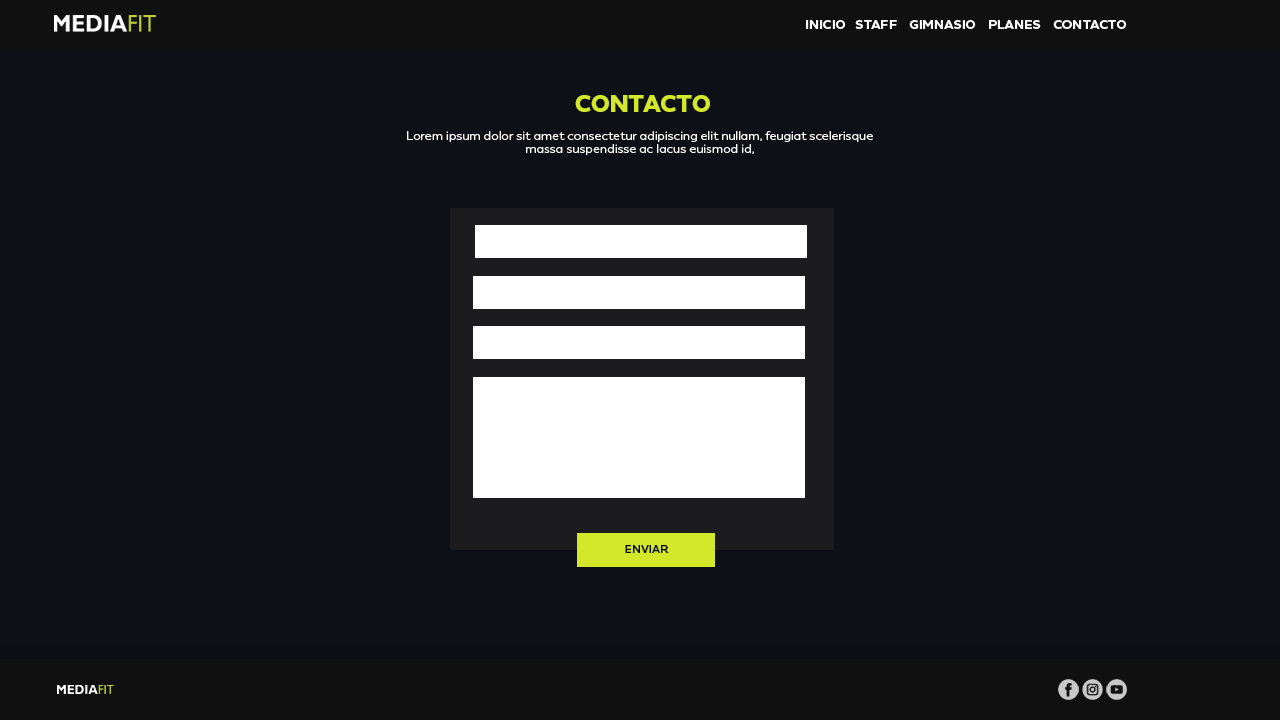 MEDIAFIT
INICIO STAFF GIMNASIO PLANES CONTACTO
CONTACTO
Lorem ipsum dolor sit amet consectetur adipiscing elit nullam, feugiat scelerisque
massa suspendisse ac lacus euismod id,
ENVIAR
MEDIAFIT